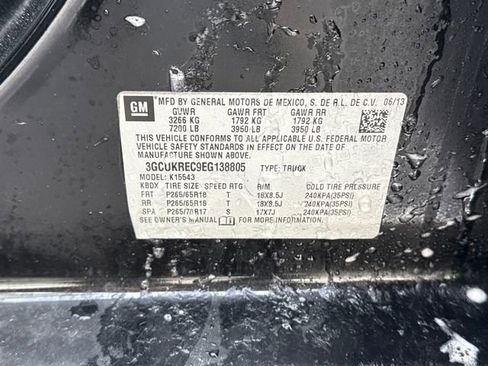 GM
MFD BY GENERAL MOTORS DE MEXICO, S. DE R.L. DE C.V. 06/13
GVWR GAWR FRT GAWR RR
3266 KG 1792 KG 1792 KG
7200 LB 3950 LB 3950 LB
THIS VEHICLE CONFORMS TO ALL APPLICABLE U.S. FEDERAL MOTOR
VEHICLE SAFETY STANDARDS IN EFFECT ON THE DATE OF
MANUFACTURE SHOWN ABOVE.
3GCUKREC9EG138805 TYPE: TRUCK
MODEL: K15543
KBDX TIRE SIZE SPEED RTG RIM COLD TIRE PRESSURE
FRT P265/65R18 T 18X8.5J 240KPA(35PSI)
RR P265/65R18 T 18X8.5J 240KPA(35PSI)
SPA P265/70R17 T 17X7J 240KPA(35PSI)
SEE OWNER'S MANUAL FOR MORE INFORMATION.